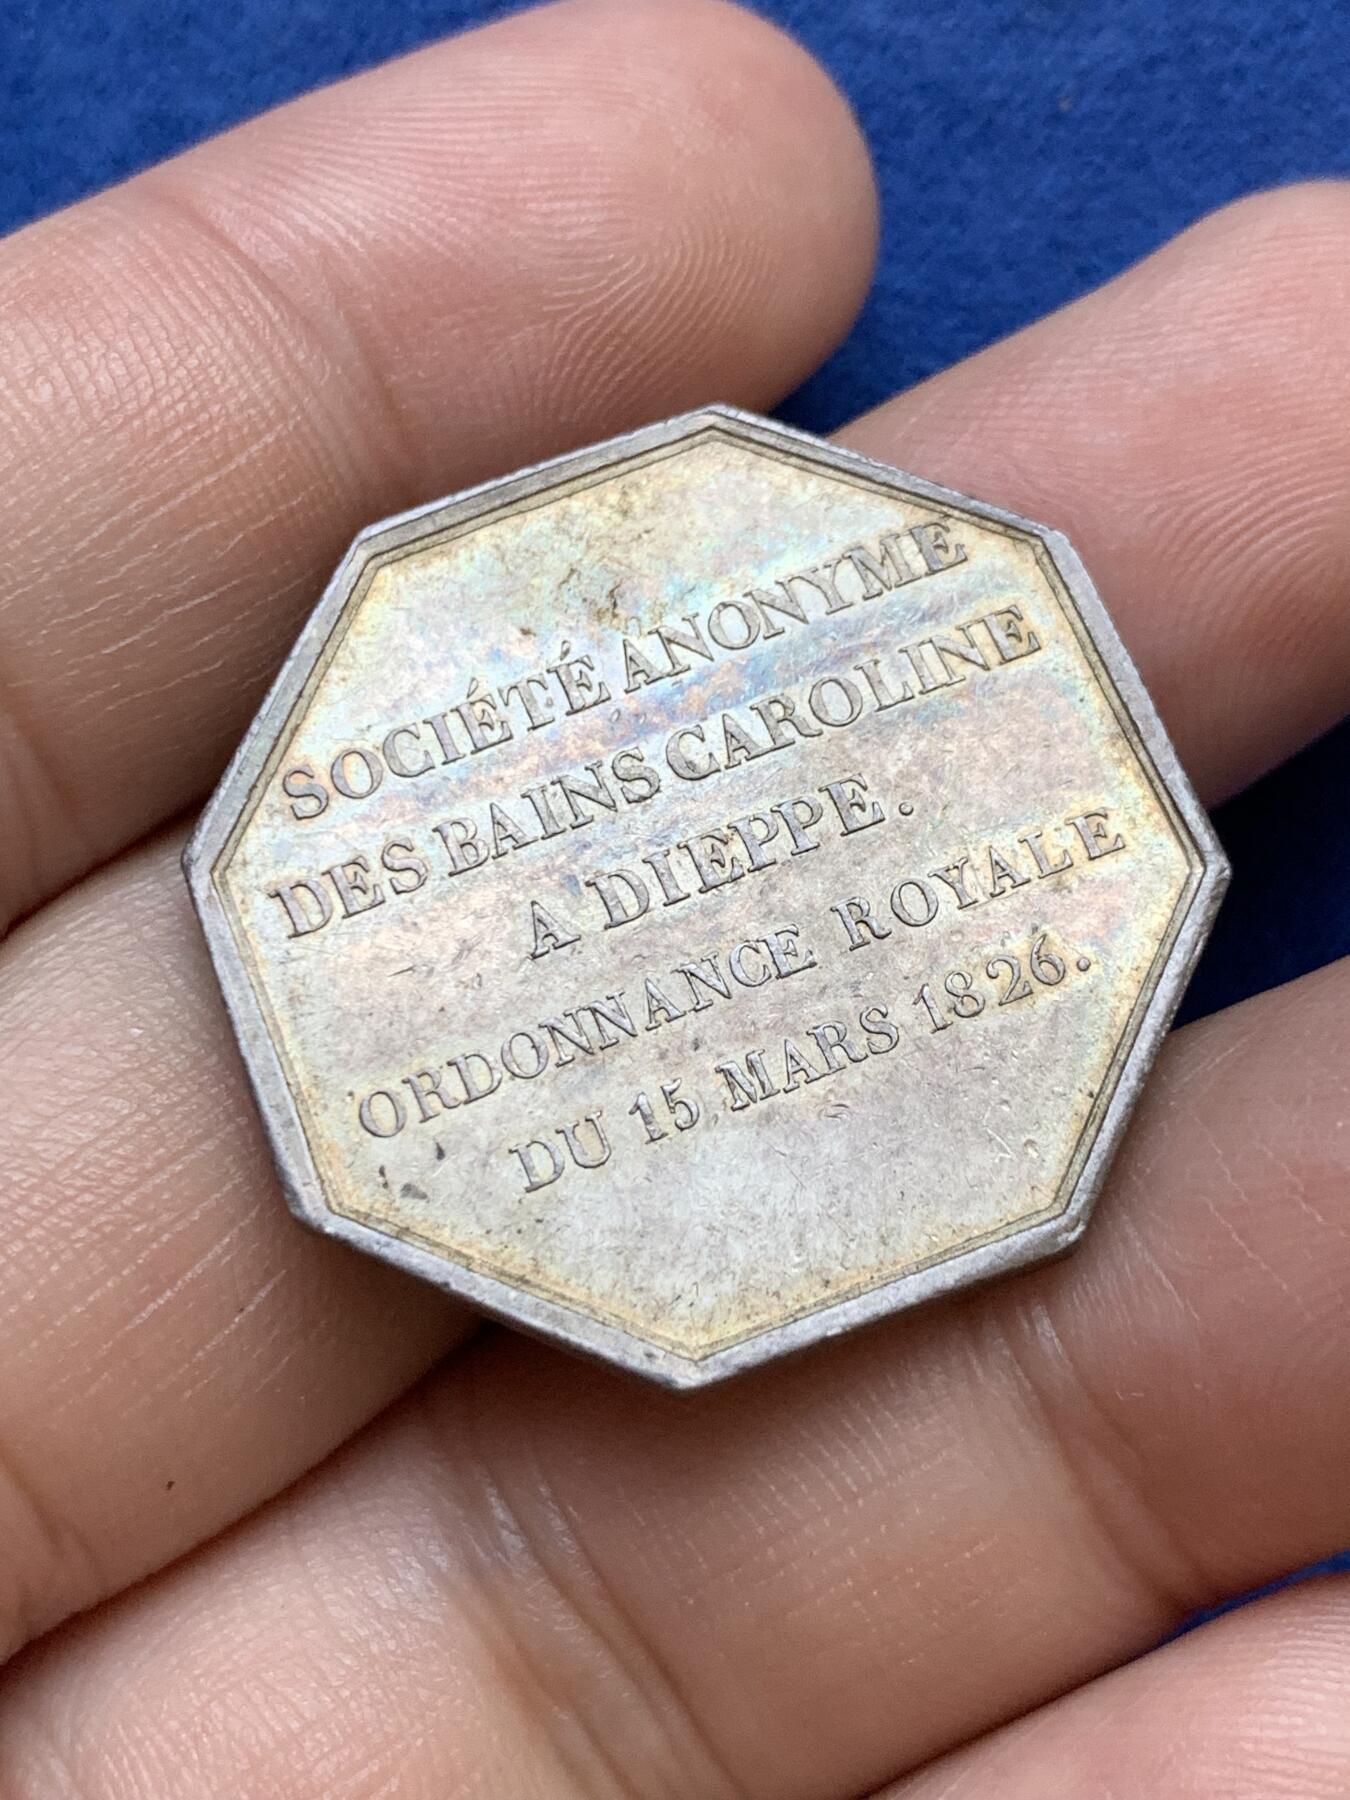 SOCIÉTÉ ANONYME
DES BAINS CAROLINE
A DIEPPE.
ORDONNANCE ROYALE
DU 15 MARS 1826.